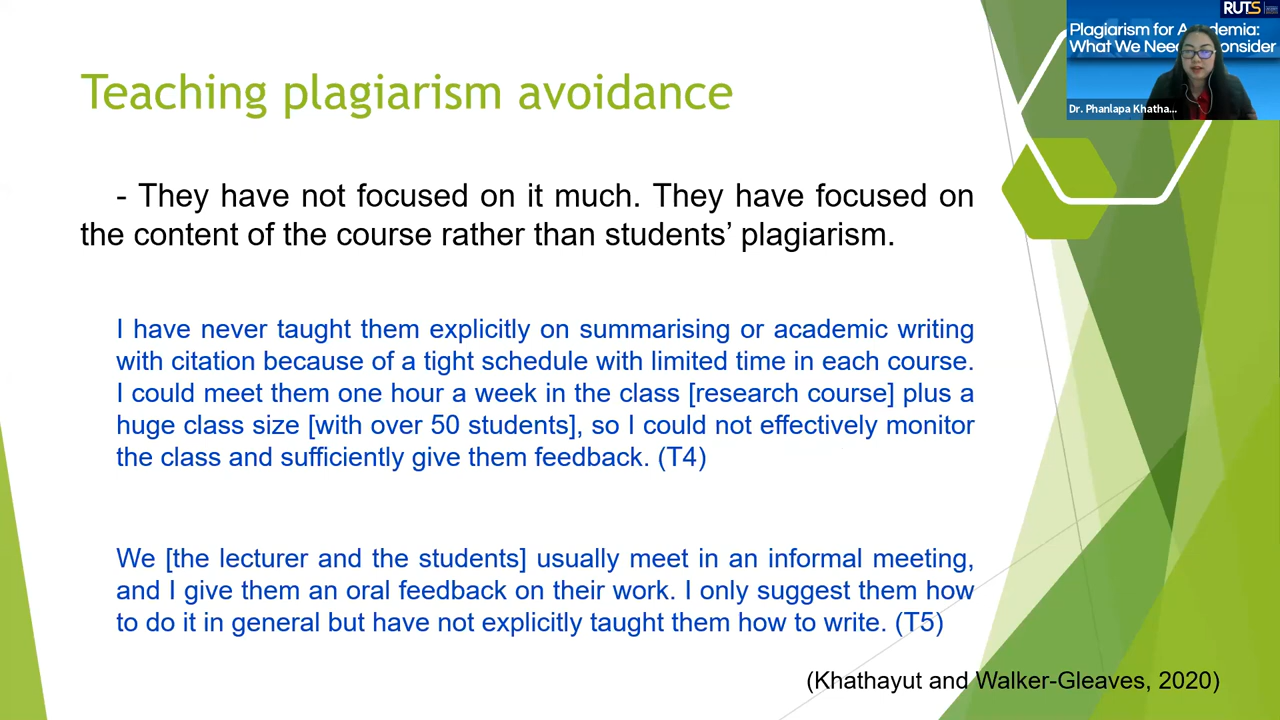 RUTS
Plagiarism for Academia:
What We Need Consider
Dr. Phanlapa Khatha...
Teaching plagiarism avoidance
- They have not focused on it much. They have focused on
the content of the course rather than students’ plagiarism.
I have never taught them explicitly on summarising or academic writing
with citation because of a tight schedule with limited time in each course.
I could meet them one hour a week in the class [research course] plus a
huge class size [with over 50 students], so I could not effectively monitor
the class and sufficiently give them feedback. (T4)
We [the lecturer and the students] usually meet in an informal meeting,
and I give them an oral feedback on their work. I only suggest them how
to do it in general but have not explicitly taught them how to write. (T5)
(Khathayut and Walker-Gleaves, 2020)